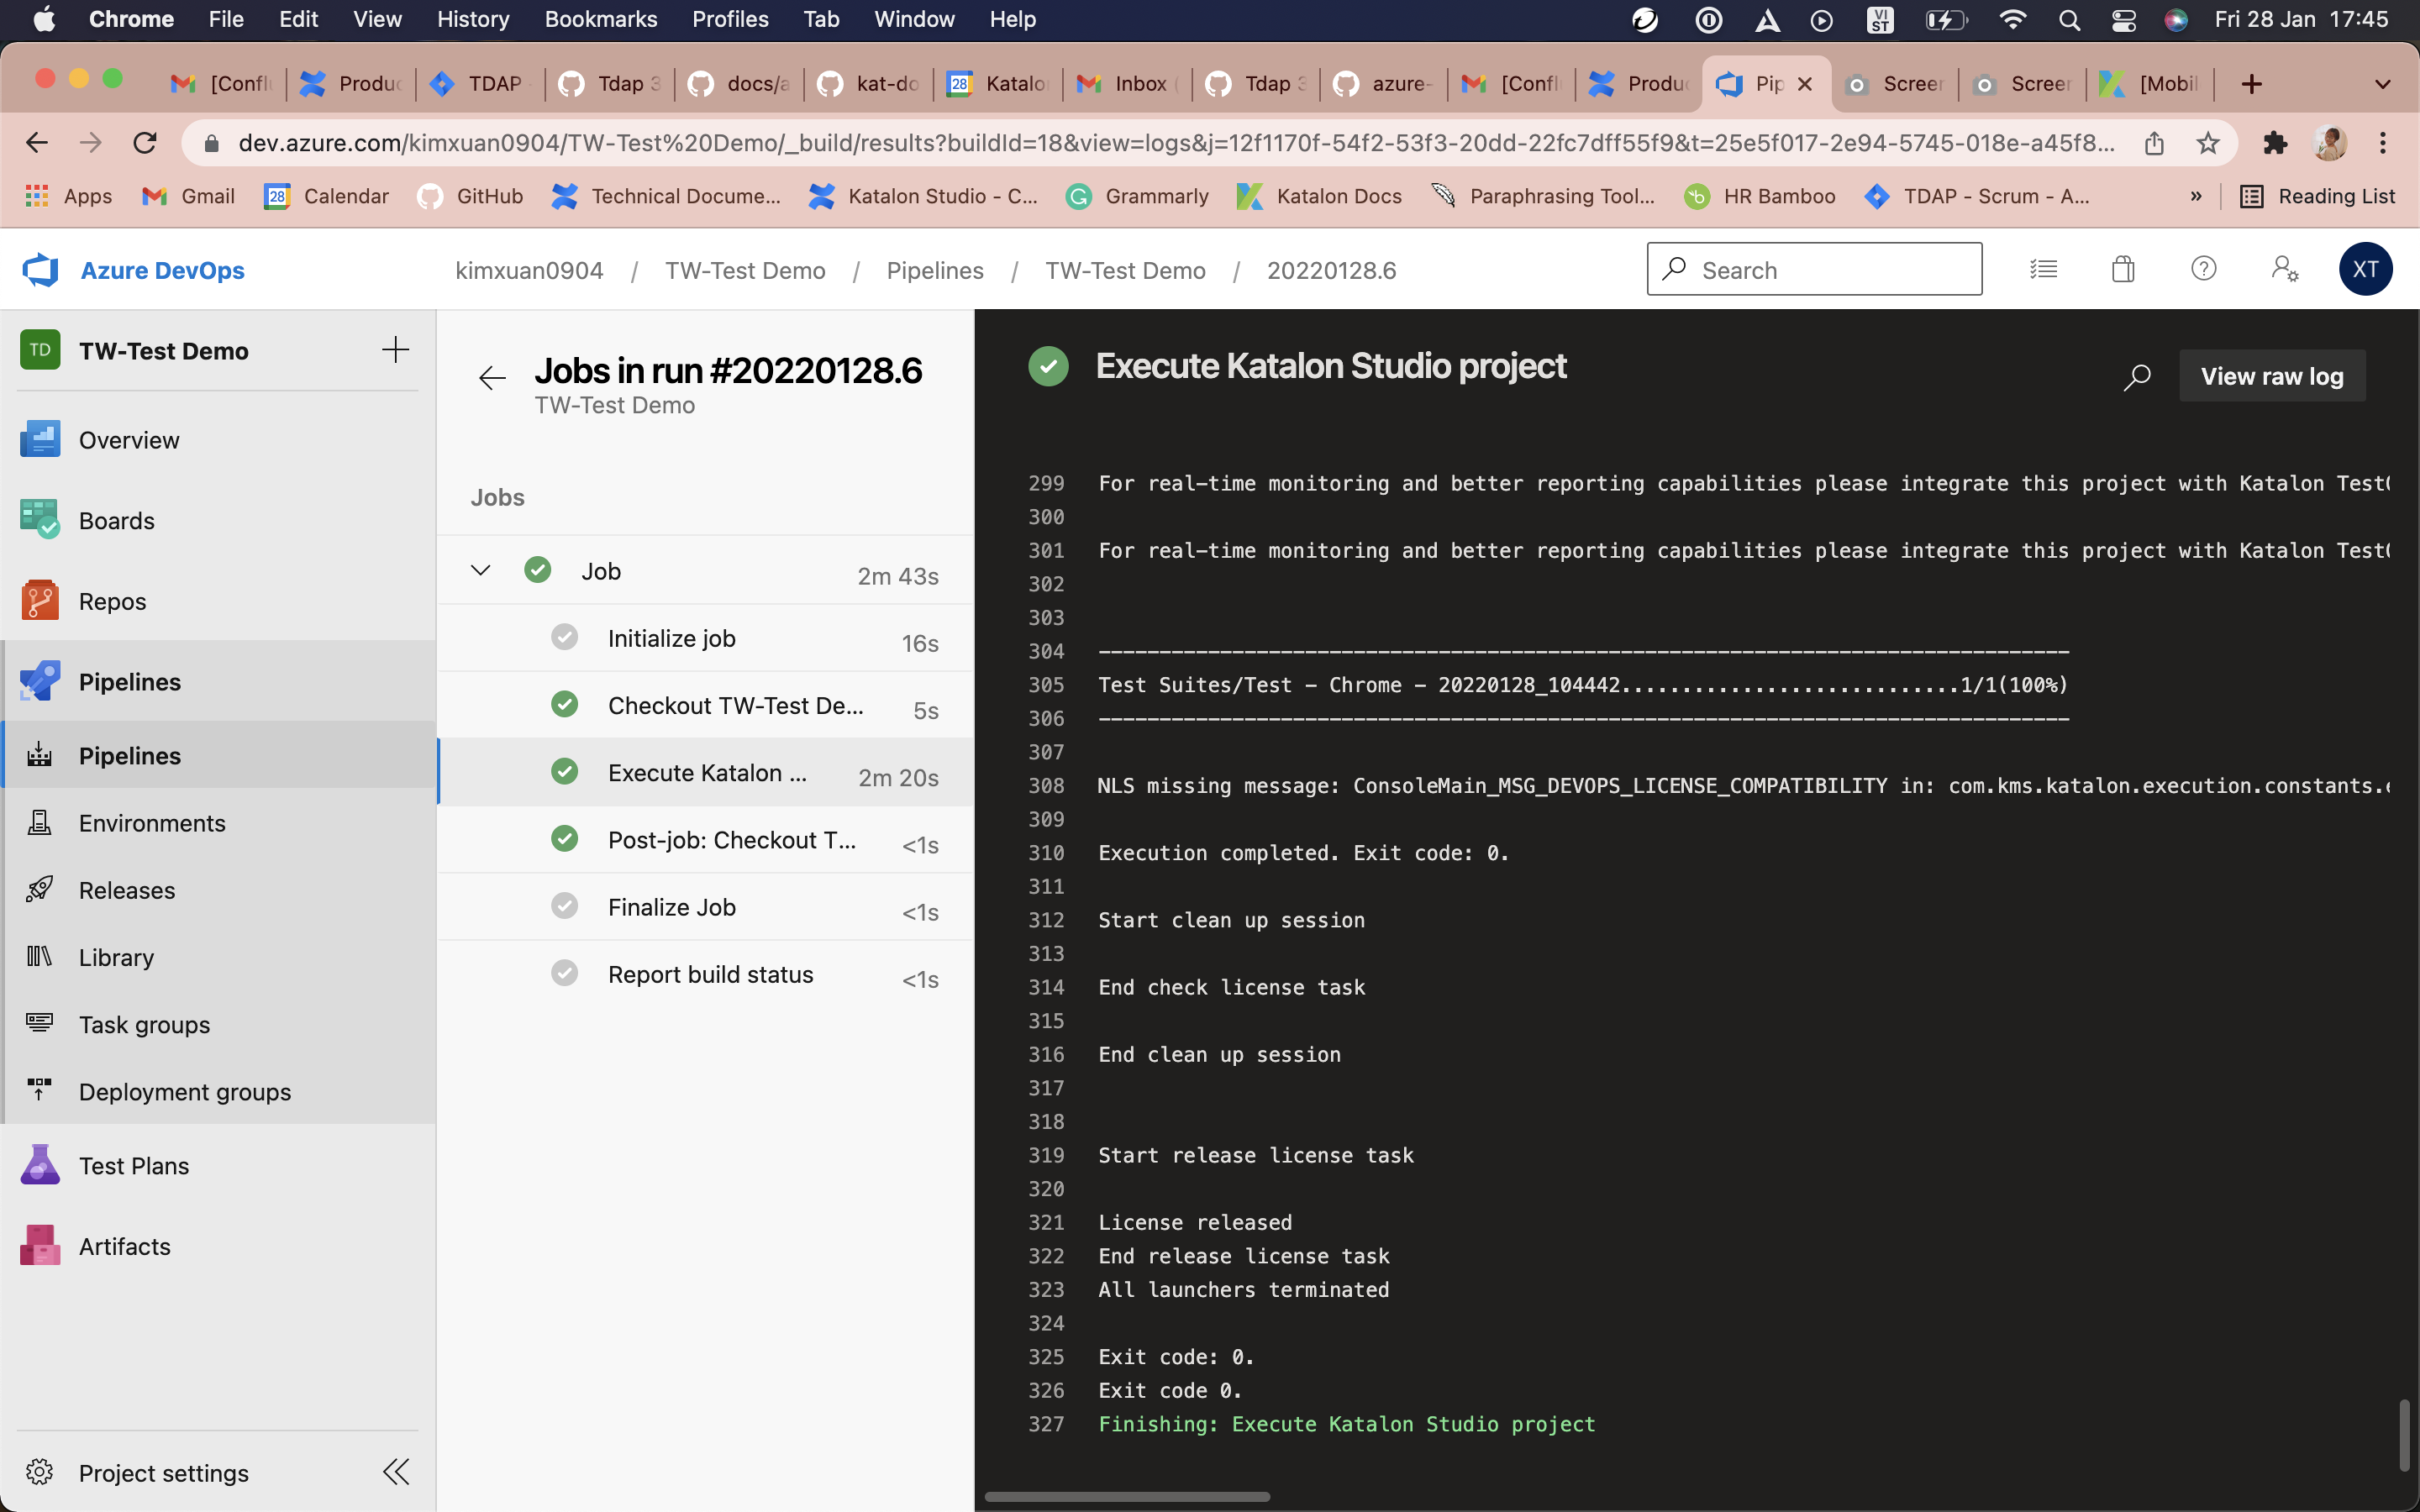 Chrome File Edit View History Bookmarks Profiles Tab Window Help VI ST Fri 28 Jan 17:45
[Confl Produc TDAP Tdap 3 docs/a kat-do 28 Katalon Inbox ( Tdap 3 azure- [Confl Produc Pip Screen Screen [Mobil
dev.azure.com/kimxuan0904/TW-Test%20Demo/_build/results?buildId=18&view=logs&j=12f1170f-54f2-53f3-20dd-22fc7dff55f9&t=25e5f017-2e94-5745-018e-a45f8...
Apps Gmail 28 Calendar GitHub Technical Docume... Katalon Studio - C... Grammarly Katalon Docs Paraphrasing Tool... HR Bamboo TDAP - Scrum - A... » Reading List
Azure DevOps kimxuan0904 / TW-Test Demo / Pipelines / TW-Test Demo / 20220128.6 Search XT
TD TW-Test Demo
Overview
Boards
Repos
Pipelines
Pipelines
Environments
Releases
Library
Task groups
Deployment groups
Test Plans
Artifacts
Project settings
Jobs in run #20220128.6
TW-Test Demo
Jobs
Job 2m 43s
Initialize job 16s
Checkout TW-Test De... 5s
Execute Katalon ... 2m 20s
Post-job: Checkout T... <1s
Finalize Job <1s
Report build status <1s
Execute Katalon Studio project
View raw log
299 For real-time monitoring and better reporting capabilities please integrate this project with Katalon Test
300
301 For real-time monitoring and better reporting capabilities please integrate this project with Katalon Test
302
303
304 --------------------------------------------------------------------------------
305 Test Suites/Test - Chrome - 20220128_104442............................1/1(100%)
306 --------------------------------------------------------------------------------
307
308 NLS missing message: ConsoleMain_MSG_DEVOPS_LICENSE_COMPATIBILITY in: com.kms.katalon.execution.constants.
309
310 Execution completed. Exit code: 0.
311
312 Start clean up session
313
314 End check license task
315
316 End clean up session
317
318
319 Start release license task
320
321 License released
322 End release license task
323 All launchers terminated
324
325 Exit code: 0.
326 Exit code 0.
327 Finishing: Execute Katalon Studio project